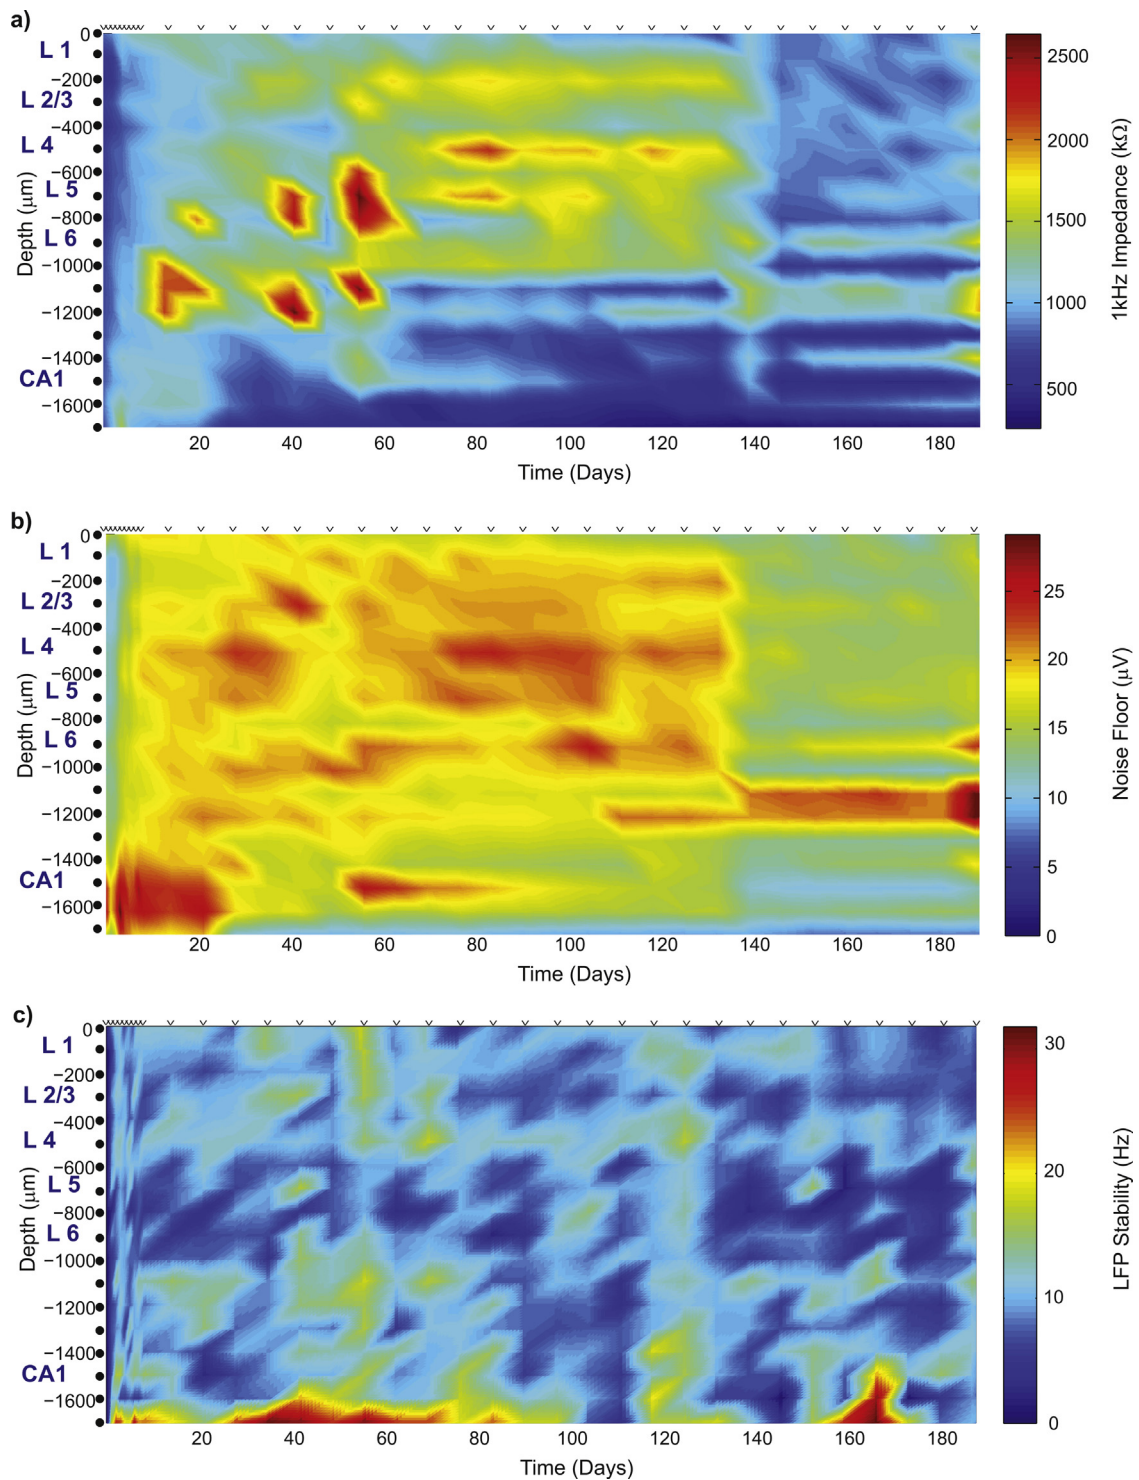 a)
0
L 1
−200
L 2/3
−400
L 4
−600
L 5
−800
L 6
−1000
−1200
−1400
CA1
−1600
Depth (µm)
20 40 60 80 100 120 140 160 180
Time (Days)
2500
2000
1500
1000
500
1kHz Impedance (kΩ)
b)
0
L 1
−200
L 2/3
−400
L 4
−600
L 5
−800
L 6
−1000
−1200
−1400
CA1
−1600
Depth (µm)
20 40 60 80 100 120 140 160 180
Time (Days)
25
20
15
10
5
0
Noise Floor (µV)
c)
0
L 1
−200
L 2/3
−400
L 4
−600
L 5
−800
L 6
−1000
−1200
−1400
CA1
−1600
Depth (µm)
20 40 60 80 100 120 140 160 180
Time (Days)
30
20
10
0
LFP Stability (Hz)